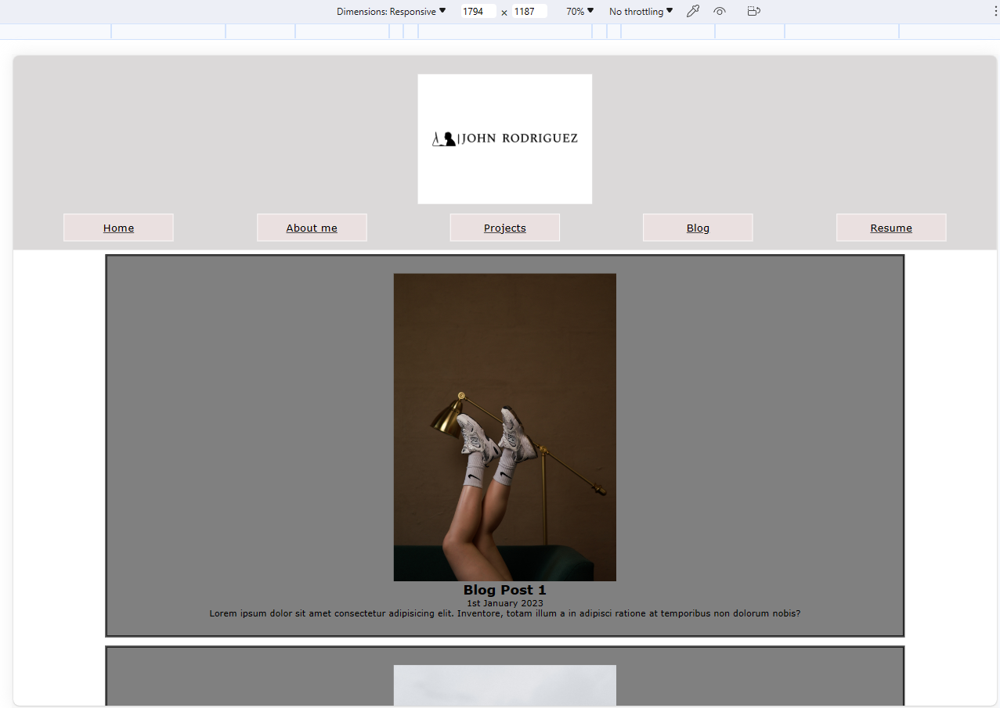 Dimensions: Responsive 1794 × 1187 70% No throttling
JOHN RODRIGUEZ
Home About me Projects Blog Resume
Blog Post 1
1st January 2023
Lorem ipsum dolor sit amet consectetur adipisicing elit. Inventore, totam illum a in adipisci ratione at temporibus non dolorum nobis?